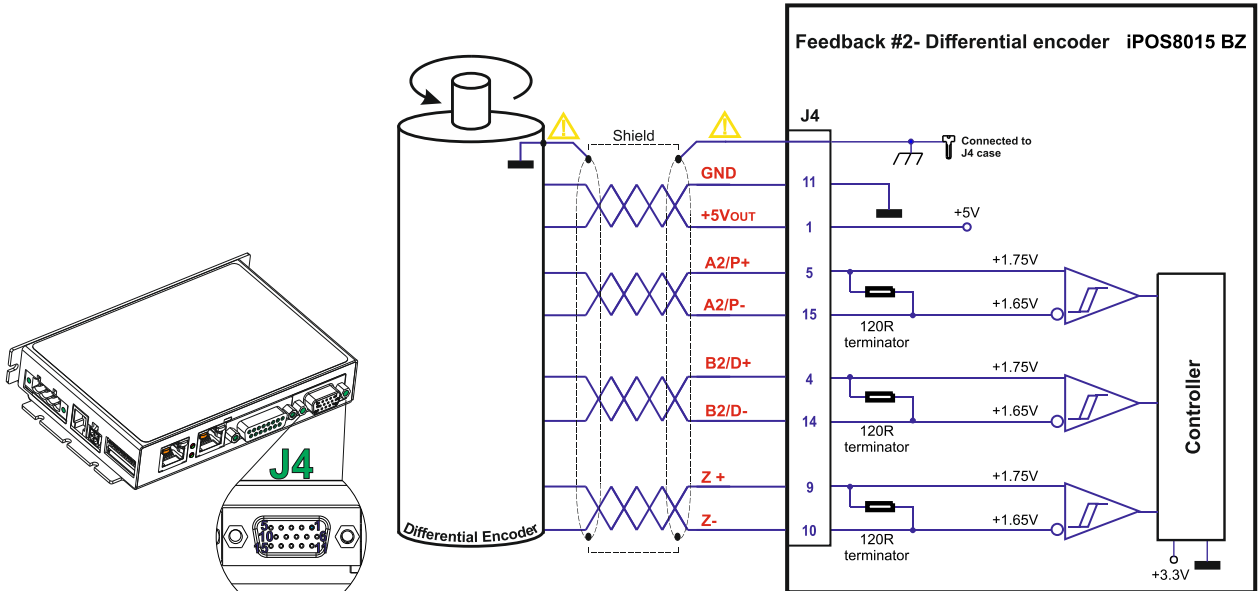 Feedback #2- Differential encoder iPOS8015 BZ
J4
Shield
Connected to
J4 case
GND
11
+5VOUT
1
+5V
A2/P+
5
+1.75V
A2/P-
15
+1.65V
120R
terminator
B2/D+
4
+1.75V
B2/D-
14
+1.65V
120R
terminator
Z +
9
+1.75V
Z-
10
+1.65V
120R
terminator
Controller
+3.3V
Differential Encoder
J4